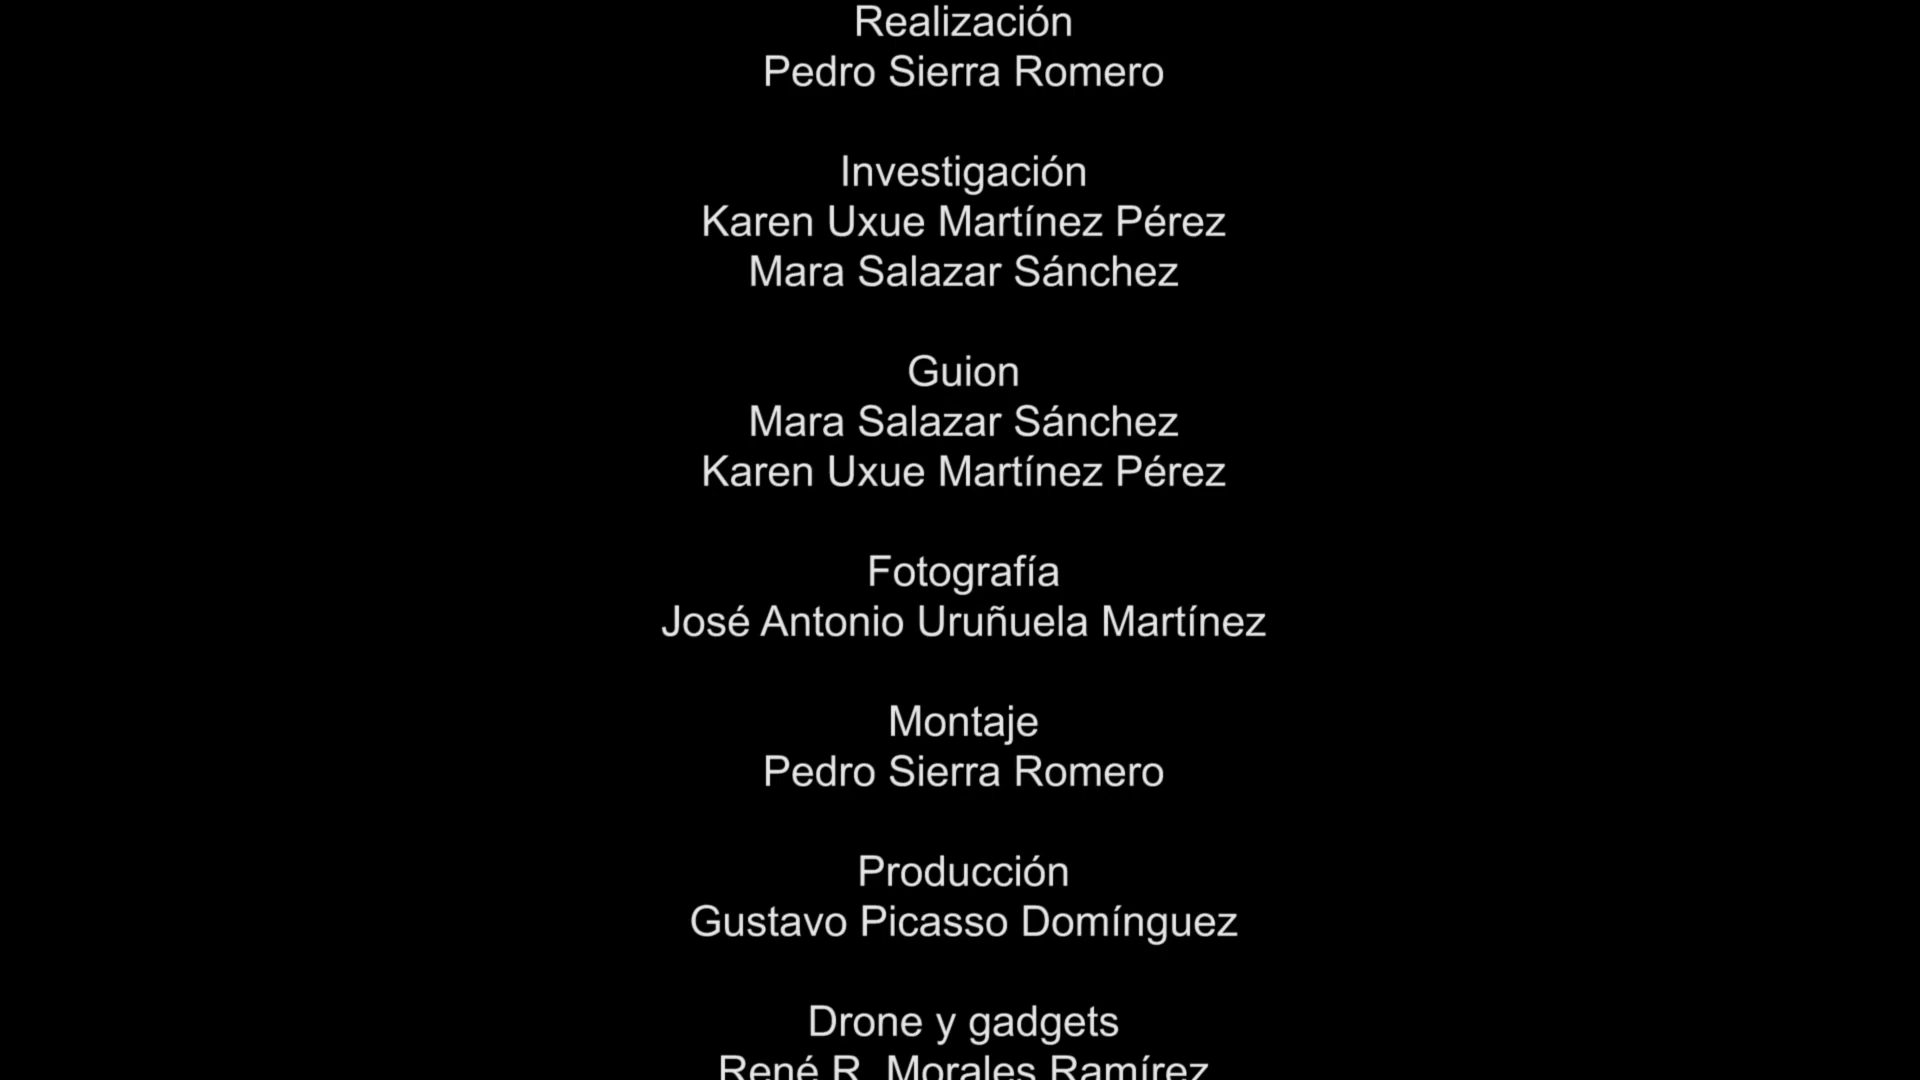 Realización
Pedro Sierra Romero
Investigación
Karen Uxue Martínez Pérez
Mara Salazar Sánchez
Guion
Mara Salazar Sánchez
Karen Uxue Martínez Pérez
Fotografía
José Antonio Uruñuela Martínez
Montaje
Pedro Sierra Romero
Producción
Gustavo Picasso Domínguez
Drone y gadgets
René R. Morales Ramírez